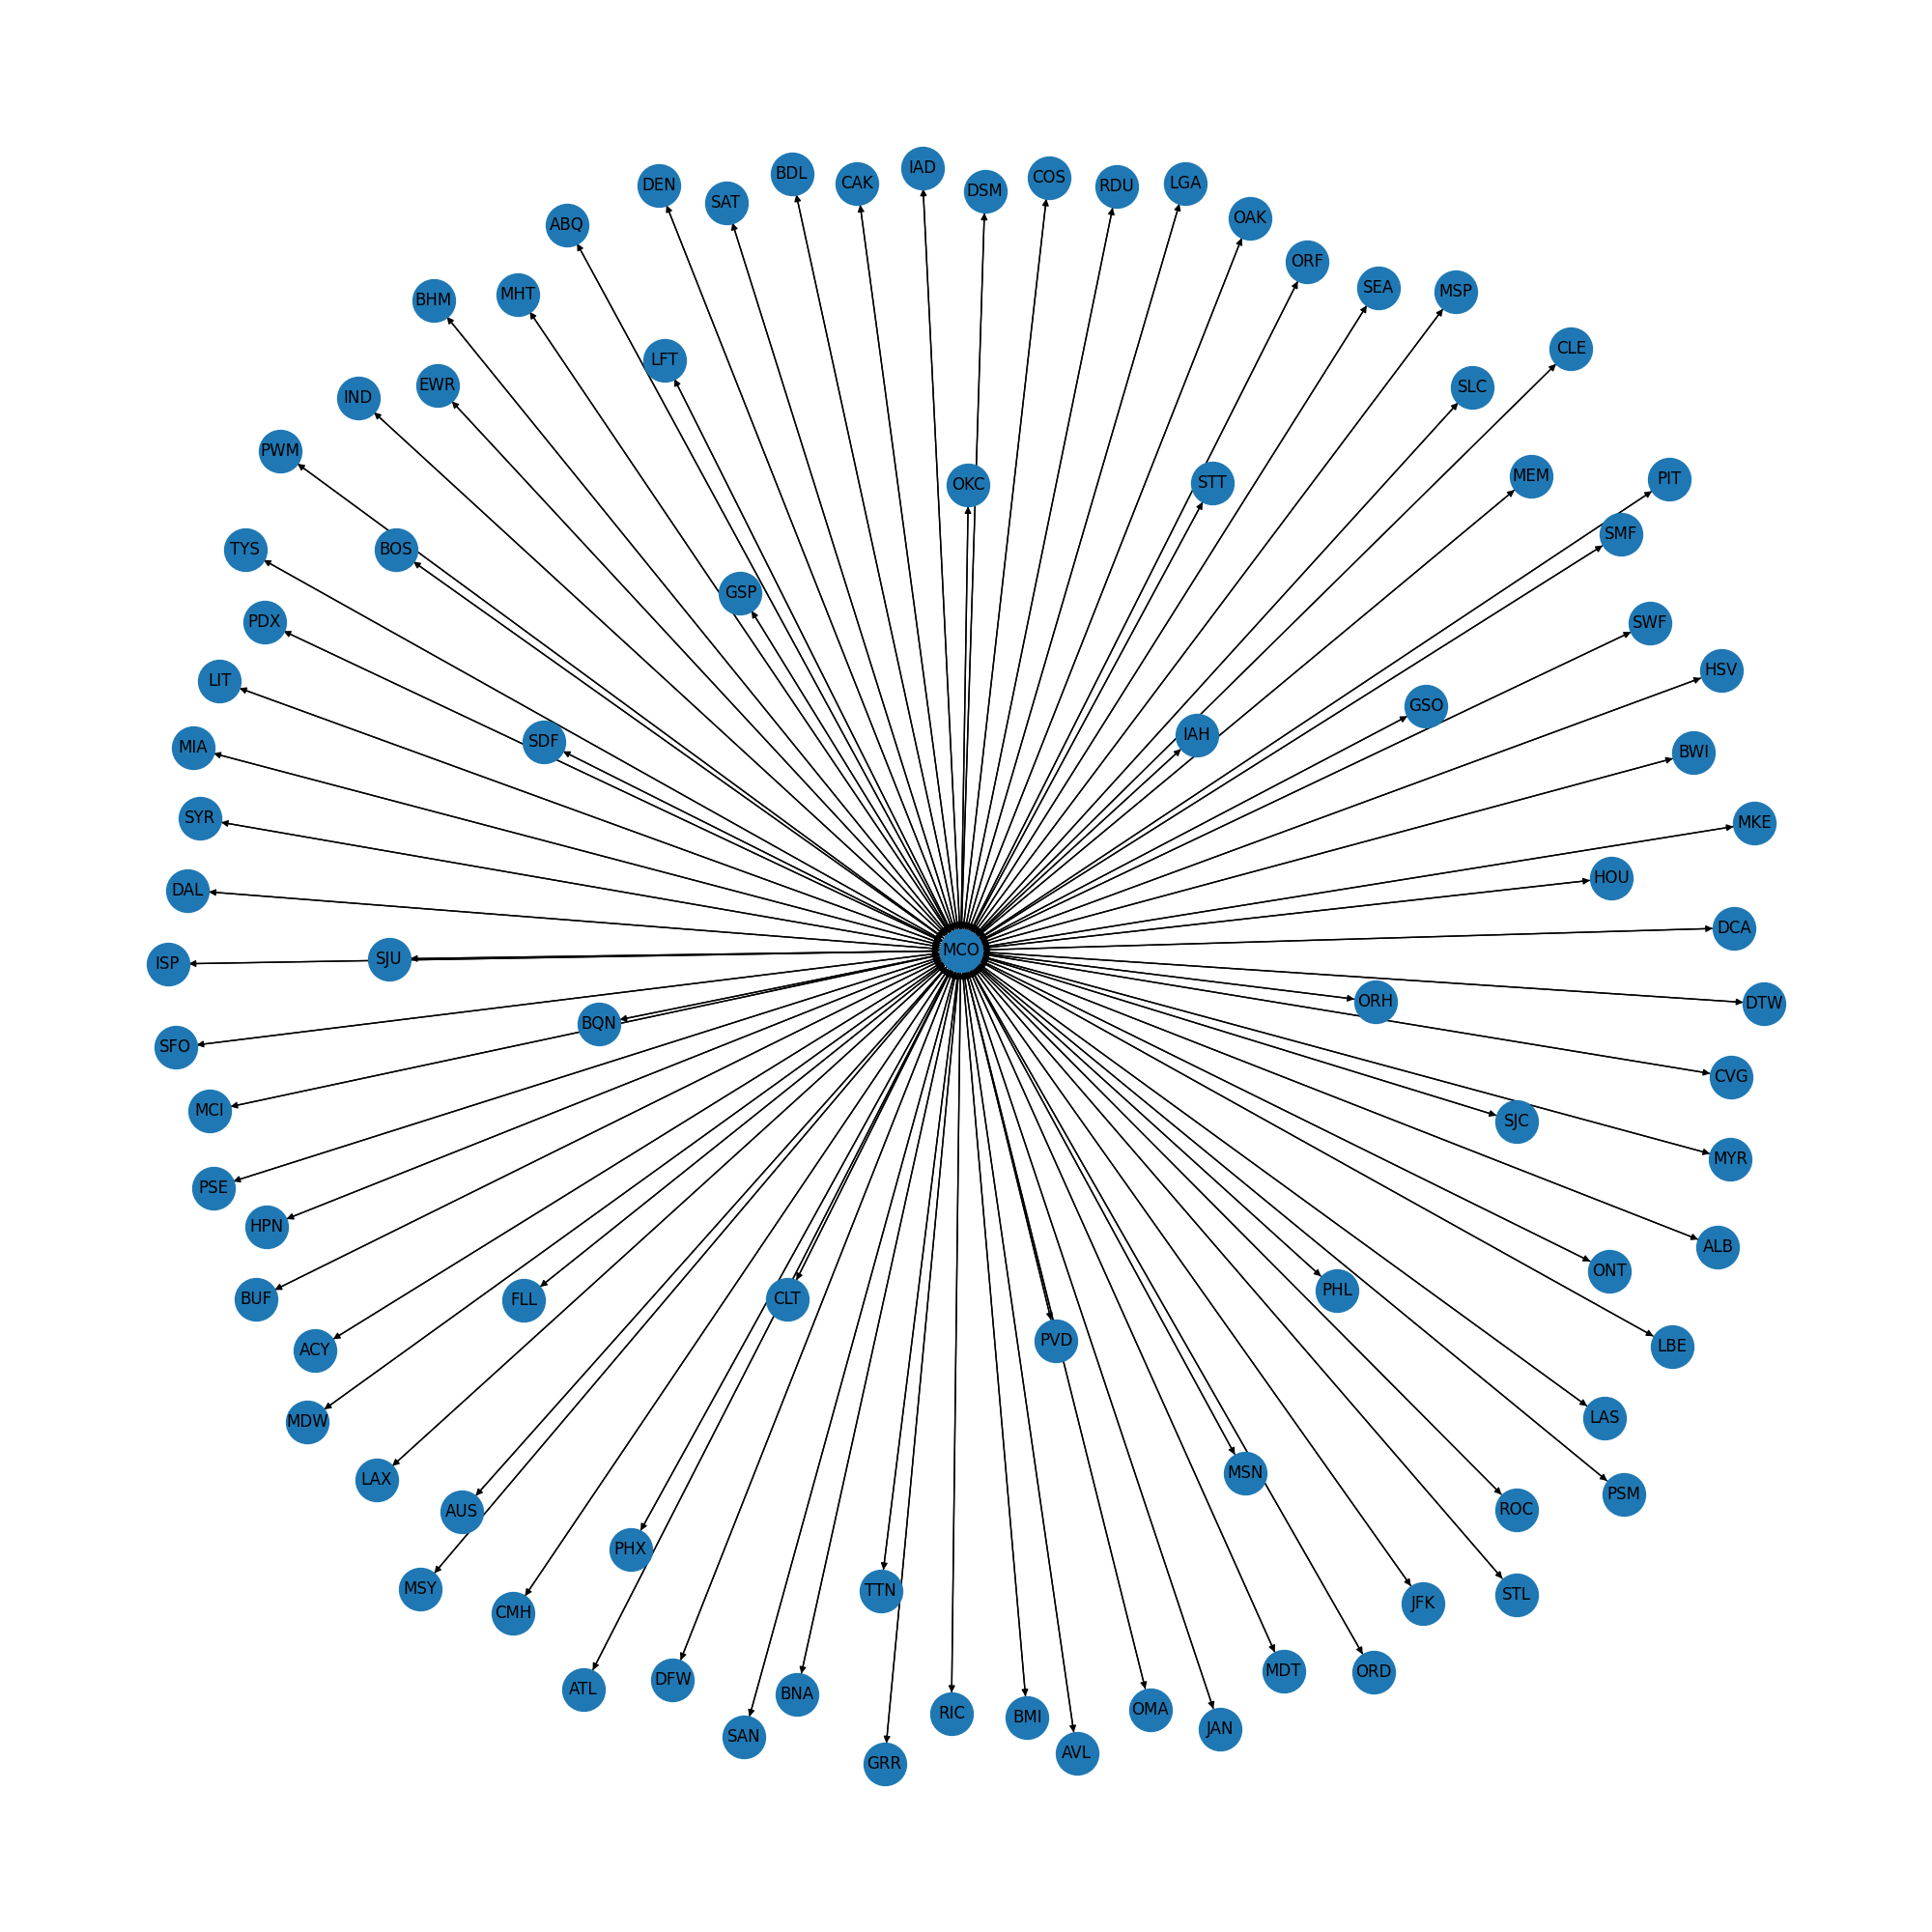 IAD
BDL
COS
CAK
LGA
DEN
RDU
DSM
SAT
OAK
ABQ
ORF
SEA
MSP
MHT
BHM
CLE
LFT
EWR
SLC
IND
PWM
MEM
PIT
STT
OKC
SMF
TYS
BOS
GSP
PDX
SWF
HSV
LIT
GSO
IAH
SDF
MIA
BWI
SYR
MKE
HOU
DAL
DCA
MCO
SJU
ISP
ORH
DTW
BQN
SFO
CVG
MCI
SJC
MYR
PSE
HPN
ALB
ONT
PHL
BUF
CLT
FLL
PVD
LBE
ACY
LAS
MDW
MSN
LAX
PSM
ROC
AUS
PHX
MSY
TTN
STL
JFK
CMH
MDT
ORD
DFW
ATL
BNA
OMA
RIC
BMI
JAN
SAN
AVL
GRR